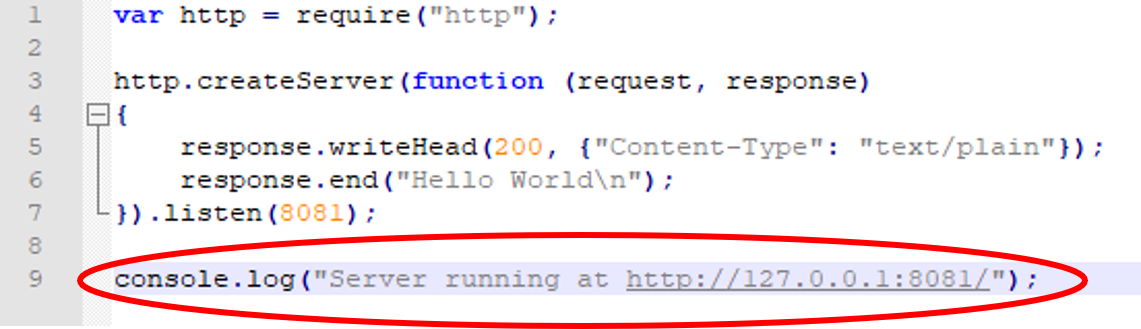 1 var http = require("http");
2
3 http.createServer(function (request, response)
4 {
5     response.writeHead(200, {"Content-Type": "text/plain"});
6     response.end("Hello World\n");
7 }).listen(8081);
8
9 console.log("Server running at http://127.0.0.1:8081/");